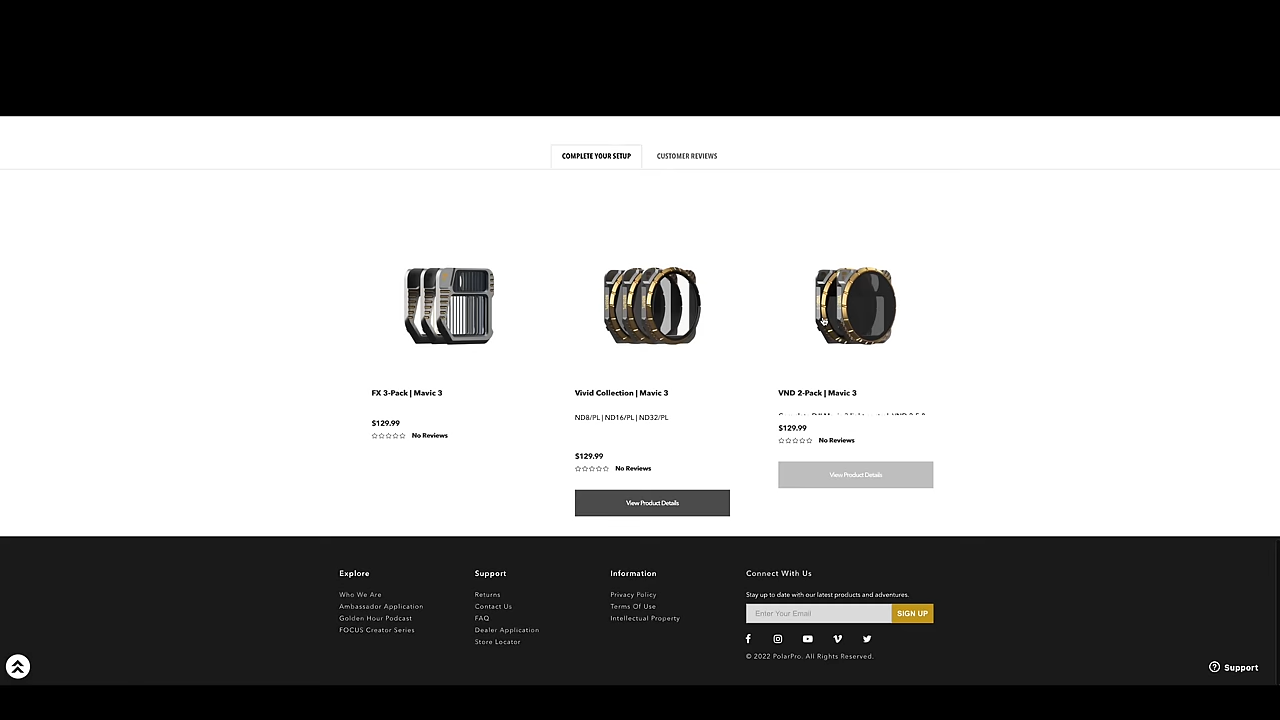 COMPLETE YOUR SETUP
CUSTOMER REVIEWS
FX 3-Pack | Mavic 3
$129.99
No Reviews
Vivid Collection | Mavic 3
ND8/PL | ND16/PL | ND32/PL
$129.99
No Reviews
View Product Details
VND 2-Pack | Mavic 3
$129.99
No Reviews
View Product Details
Explore
Who We Are
Ambassador Application
Golden Hour Podcast
FOCUS Creator Series
Support
Returns
Contact Us
FAQ
Dealer Application
Store Locator
Information
Privacy Policy
Terms Of Use
Intellectual Property
Connect With Us
Stay up to date with our latest products and adventures.
Enter Your Email
SIGN UP
© 2022 PolarPro. All Rights Reserved.
Support